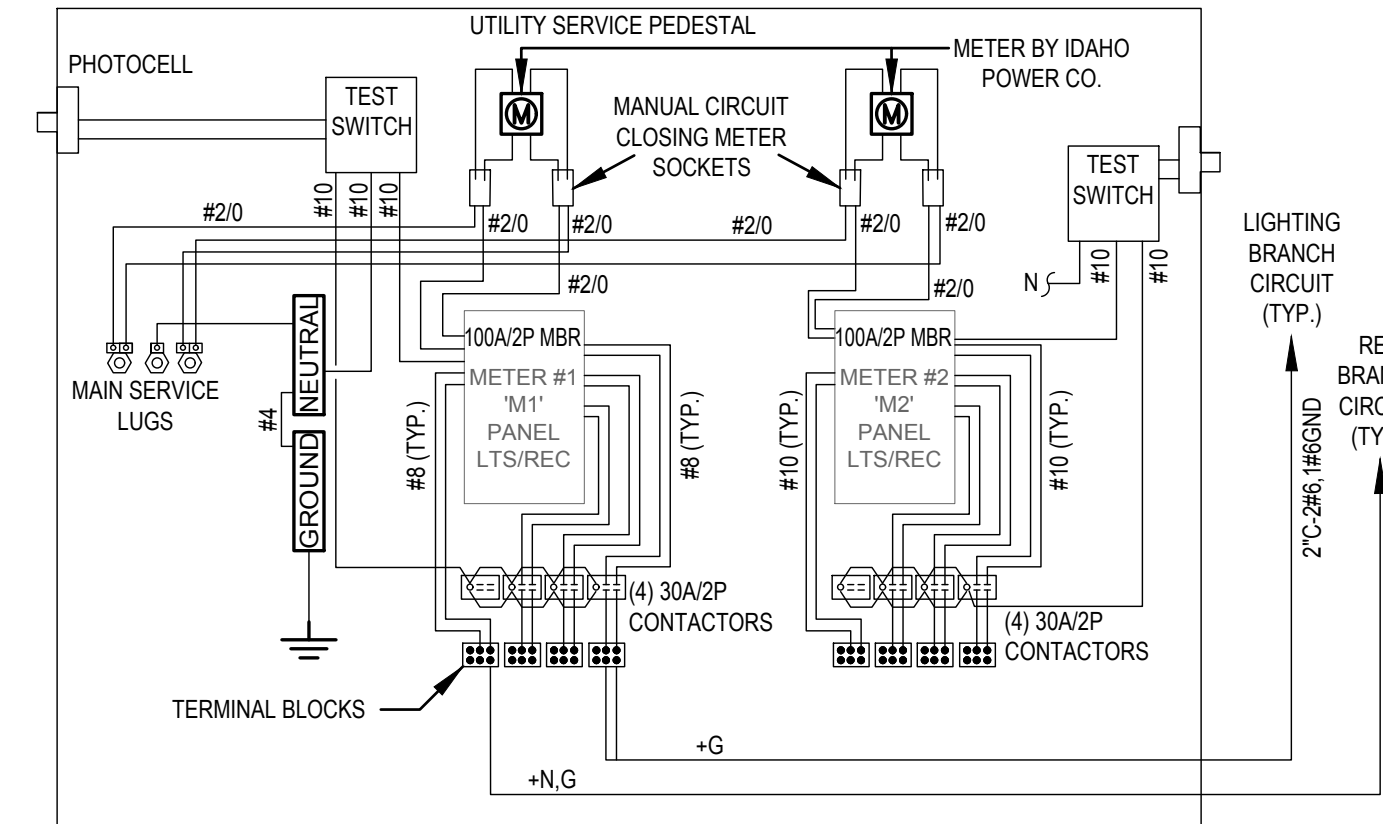 UTILITY SERVICE PEDESTAL
METER BY IDAHO
POWER CO.
PHOTOCELL
TEST
SWITCH
M
M
MANUAL CIRCUIT
CLOSING METER
SOCKETS
TEST
SWITCH
#10
#10
#10
#2/0
#2/0
#2/0
#2/0
#2/0
#2/0
#2/0
#2/0
N
#10
#10
LIGHTING
BRANCH
CIRCUIT
(TYP.)
NEUTRAL
#4
GROUND
MAIN SERVICE
LUGS
100A/2P MBR
METER #1
'M1'
PANEL
LTS/REC
#8 (TYP.)
#8 (TYP.)
100A/2P MBR
METER #2
'M2'
PANEL
LTS/REC
#10 (TYP.)
#10 (TYP.)
2"C-2#6,1#6GND
(4) 30A/2P
CONTACTORS
(4) 30A/2P
CONTACTORS
TERMINAL BLOCKS
+G
+N,G